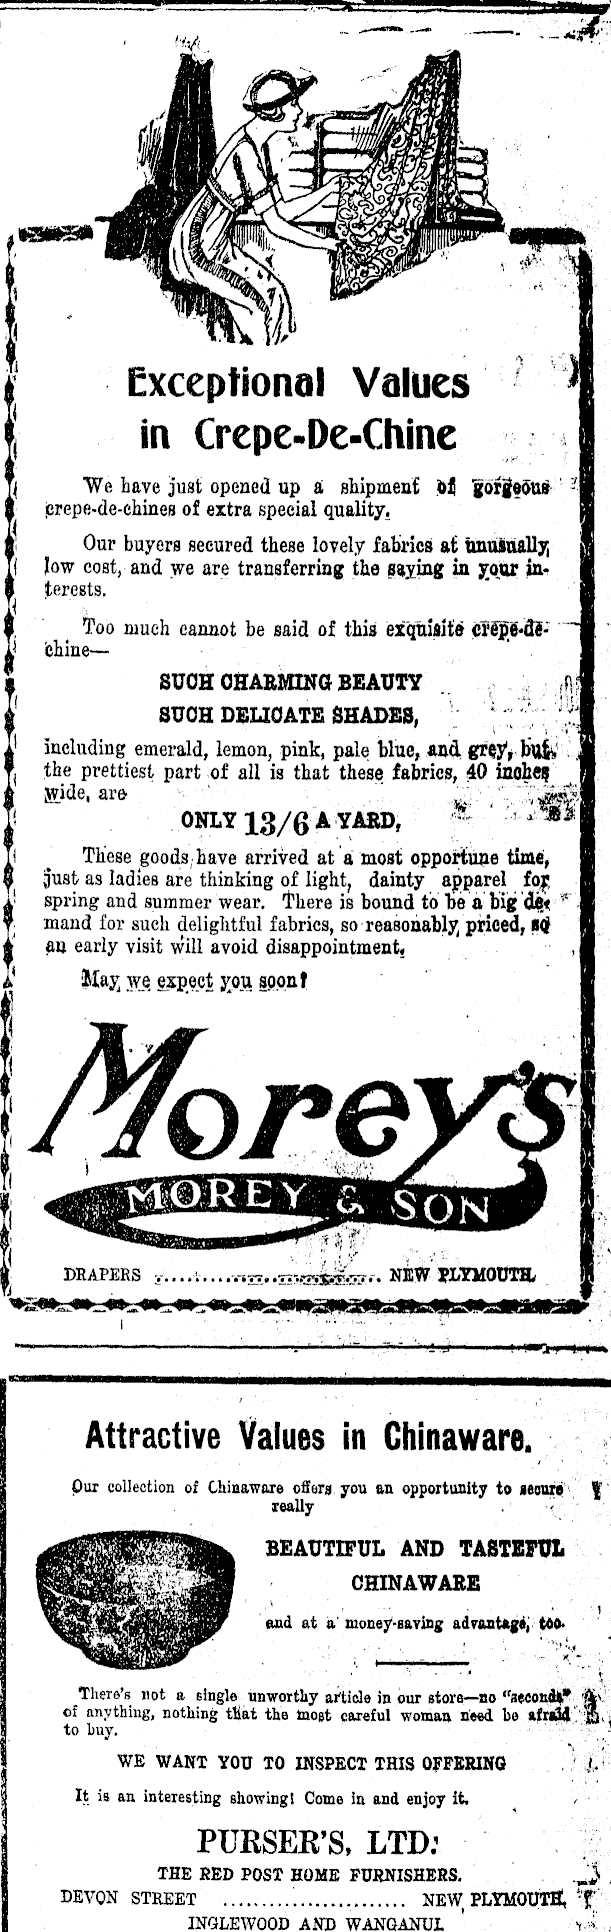 Exceptional Values
in Crepe-De-Chine
We have just opened up a shipment of gorgeous
crepe-de-chines of extra special quality.
Our buyers secured these lovely fabrics at unusually
low cost, and we are transferring the saying in your in-
terests.
Too much cannot be said of this exquisite crepe-de-
chine—
SUCH CHARMING BEAUTY
SUCH DELICATE SHADES,
including emerald, lemon, pink, pale blue, and grey, but
the prettiest part of all is that these fabrics, 40 inches
wide, are
ONLY 13/6 A YARD,
These goods have arrived at a most opportune time,
just as ladies are thinking of light, dainty apparel for
spring and summer wear. There is bound to be a big de-
mand for such delightful fabrics, so reasonably priced, so
an early visit will avoid disappointment.
May we expect you soon?
Morey's
MOREY & SON
DRAPERS .............................. NEW PLYMOUTH.
Attractive Values in Chinaware.
Our collection of Chinaware offers you an opportunity to secure
really
BEAUTIFUL AND TASTEFUL
CHINAWARE
and at a money-saving advantage, too.
There's not a single unworthy article in our store—no "seconds"
of anything, nothing that the most careful woman need be afraid
to buy.
WE WANT YOU TO INSPECT THIS OFFERING
It is an interesting showing! Come in and enjoy it.
PURSER'S, LTD:
THE RED POST HOME FURNISHERS.
DEVON STREET ........................ NEW PLYMOUTH,
INGLEWOOD AND WANGANUI.